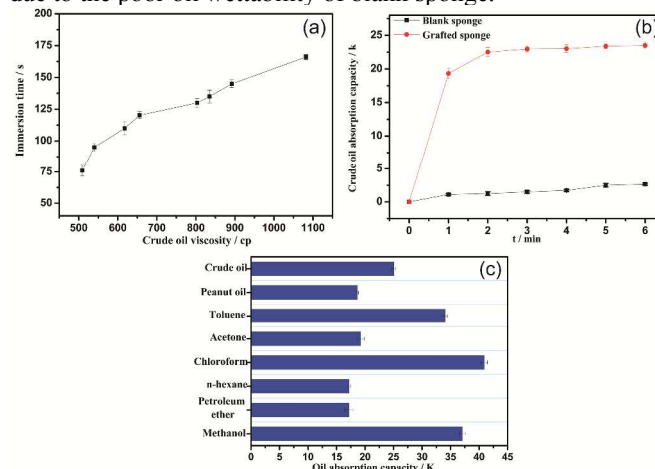 due to the poor oil wettability of blank sponge.
(a)
200
175
150
125
100
75
50
Immersion time / s
500 600 700 800 900 1000 1100
Crude oil viscosity / cp
(b)
Blank sponge
Grafted sponge
25
20
15
10
5
0
Crude oil absorption capacity / k
0 1 2 3 4 5 6
t / min
(c)
Crude oil
Peanut oil
Toluene
Acetone
Chloroform
n-hexane
Petroleum
ether
Methanol
0 5 10 15 20 25 30 35 40 45
Oil absorption capacity / K